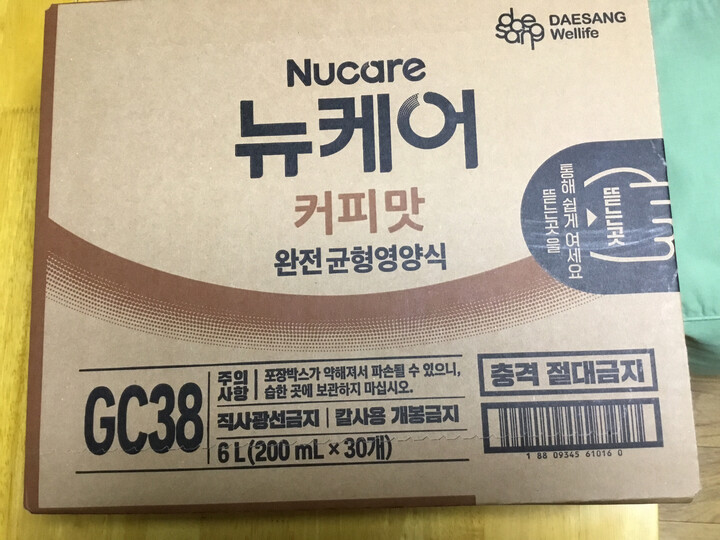 daesang
DAESANG
Wellife
Nucare
뉴케어
커피맛
완전 균형영양식
뜯는곳을
통해 쉽게 여세요
뜯는곳
GC38
주의
사항
포장박스가 약해져서 파손될 수 있으니,
습한 곳에 보관하지 마십시오.
직사광선금지 | 칼사용 개봉금지
6 L (200 mL × 30개)
충격 절대금지
1 88 09345 61016 0